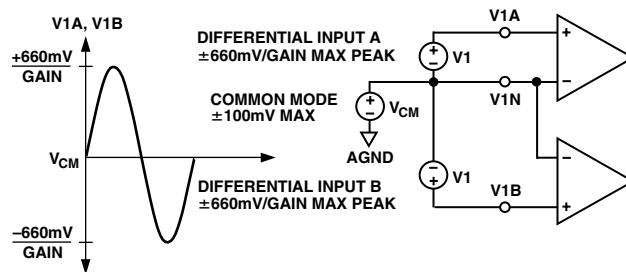 V1A, V1B
+660mV
GAIN
V_CM
–660mV
GAIN
DIFFERENTIAL INPUT A
±660mV/GAIN MAX PEAK
COMMON MODE
±100mV MAX
DIFFERENTIAL INPUT B
±660mV/GAIN MAX PEAK
V1A
+
V1
–
V1N
–
+
–
V_CM
AGND
–
+
V1
–
V1B
+
+
–